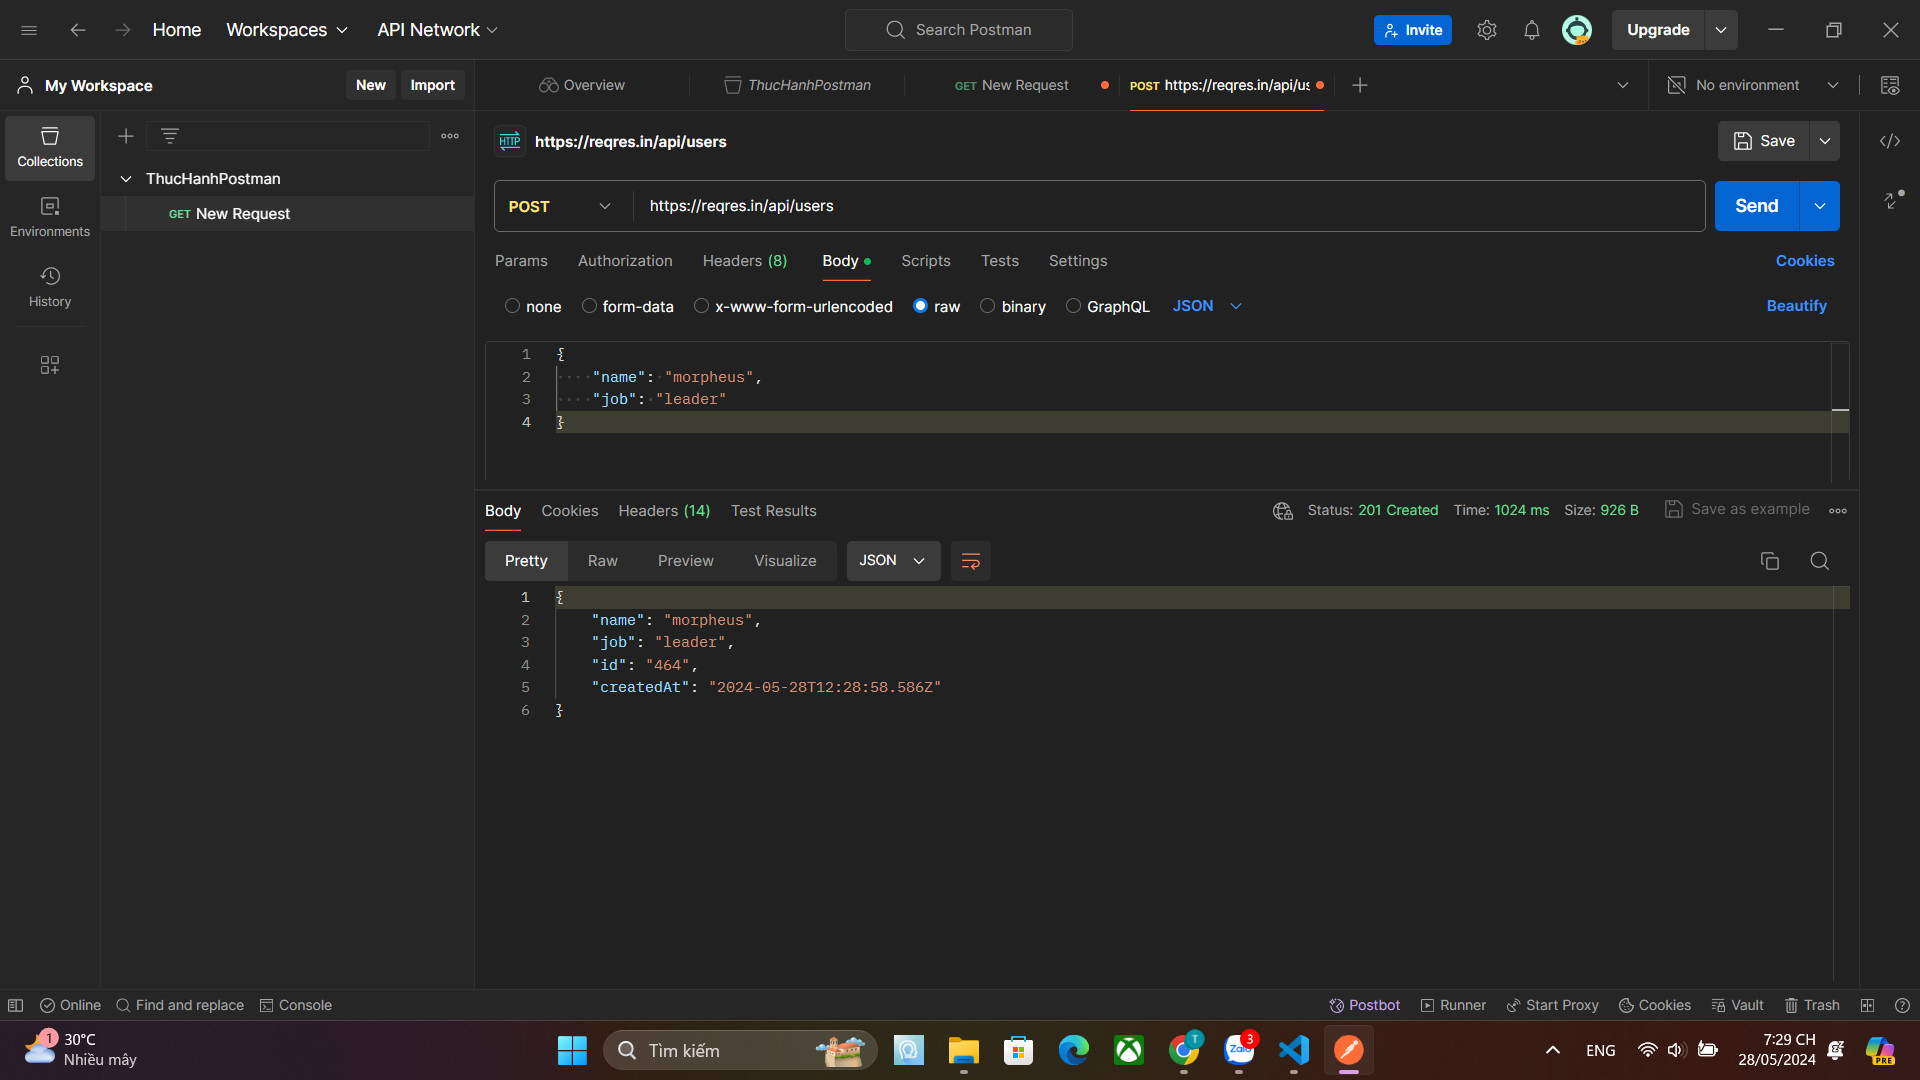 Home Workspaces API Network Search Postman Invite Upgrade
My Workspace New Import Overview ThucHanhPostman GET New Request POST https://reqres.in/api/us No environment
HTTP https://reqres.in/api/users Save
Collections
ThucHanhPostman
GET New Request
Environments
History
POST https://reqres.in/api/users Send
Params Authorization Headers (8) Body Scripts Tests Settings Cookies
none form-data x-www-form-urlencoded raw binary GraphQL JSON Beautify
1 {
2 "name": "morpheus",
3 "job": "leader"
4 }
Body Cookies Headers (14) Test Results Status: 201 Created Time: 1024 ms Size: 926 B Save as example
Pretty Raw Preview Visualize JSON
1 {
2 "name": "morpheus",
3 "job": "leader",
4 "id": "464",
5 "createdAt": "2024-05-28T12:28:58.586Z"
6 }
Online Find and replace Console Postbot Runner Start Proxy Cookies Vault Trash
1 30°C
Nhiều mây
Tìm kiếm
T
Zalo 3
ENG
7:29 CH
28/05/2024
PRE